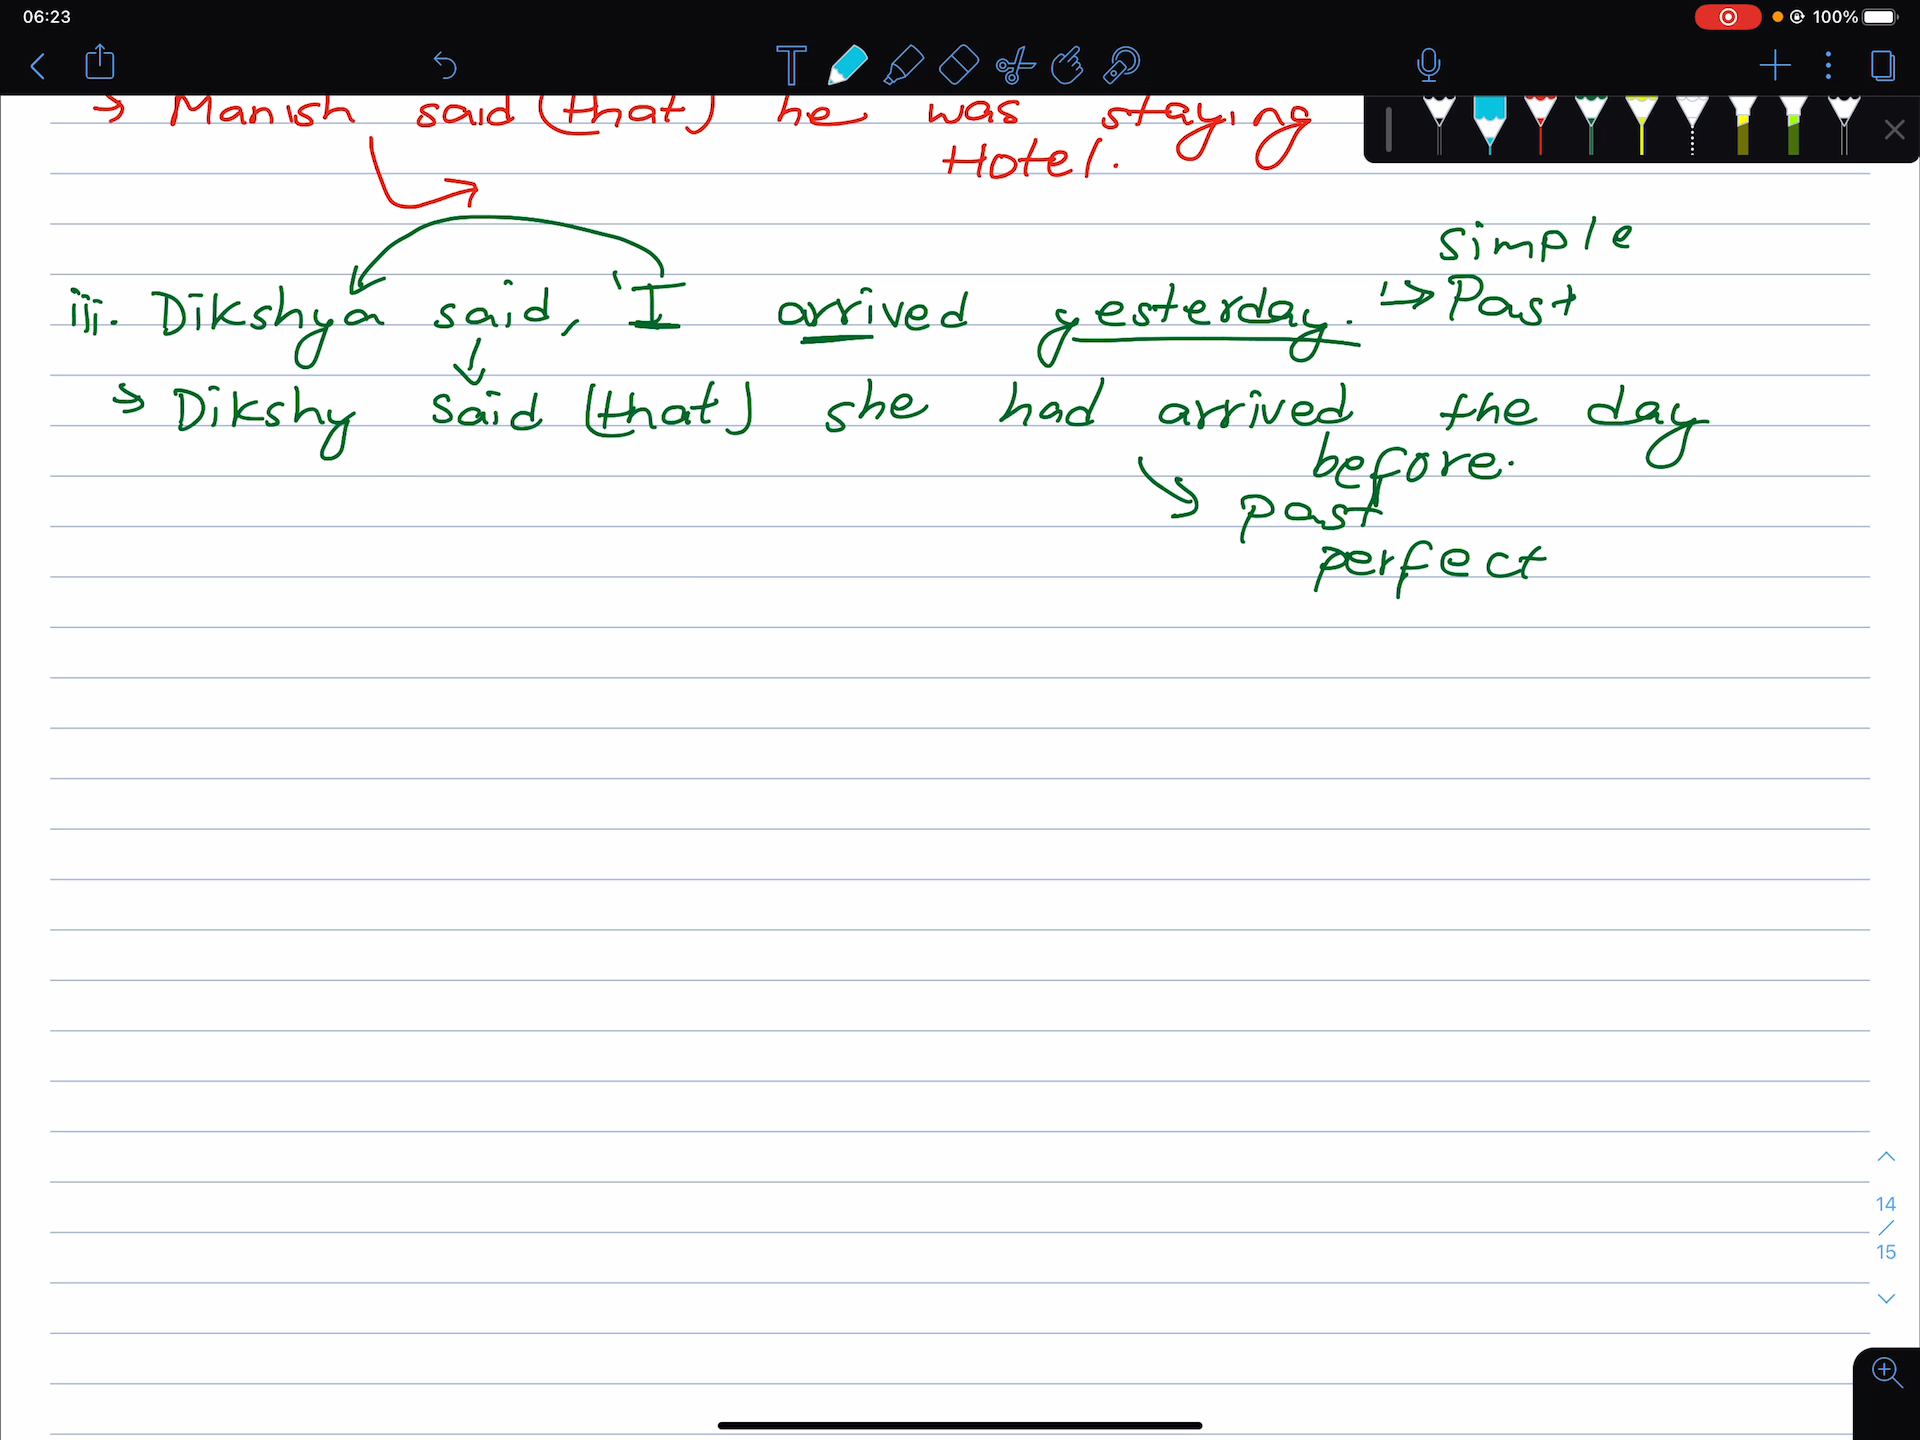 06:23
100%
→ Manish said (that) he was staying
Hotel.
simple
iii. Dikshya said, 'I arrived yesterday. '→ Past
→ Dikshy said (that) she had arrived the day
before.
→ past
perfect
14
/
15